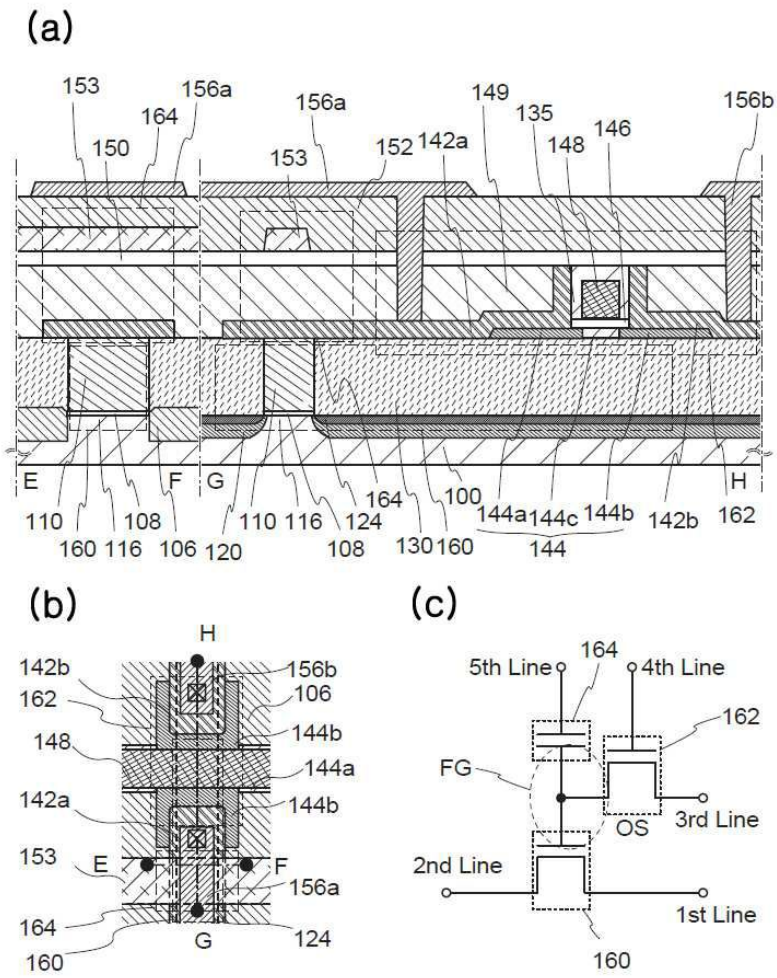 (a)
153
156a
164
150
156a
153
152
142a
149
135
148
146
156b
E
F
G
H
110
108
160
116
106
120
110
116
108
124
164
130
160
100
144a
144c
144b
144
142b
162
(b)
H
142b
156b
162
106
144b
148
144a
142a
144b
E
F
153
156a
164
G
160
124
(c)
164
5th Line
4th Line
162
FG
OS
3rd Line
2nd Line
1st Line
160